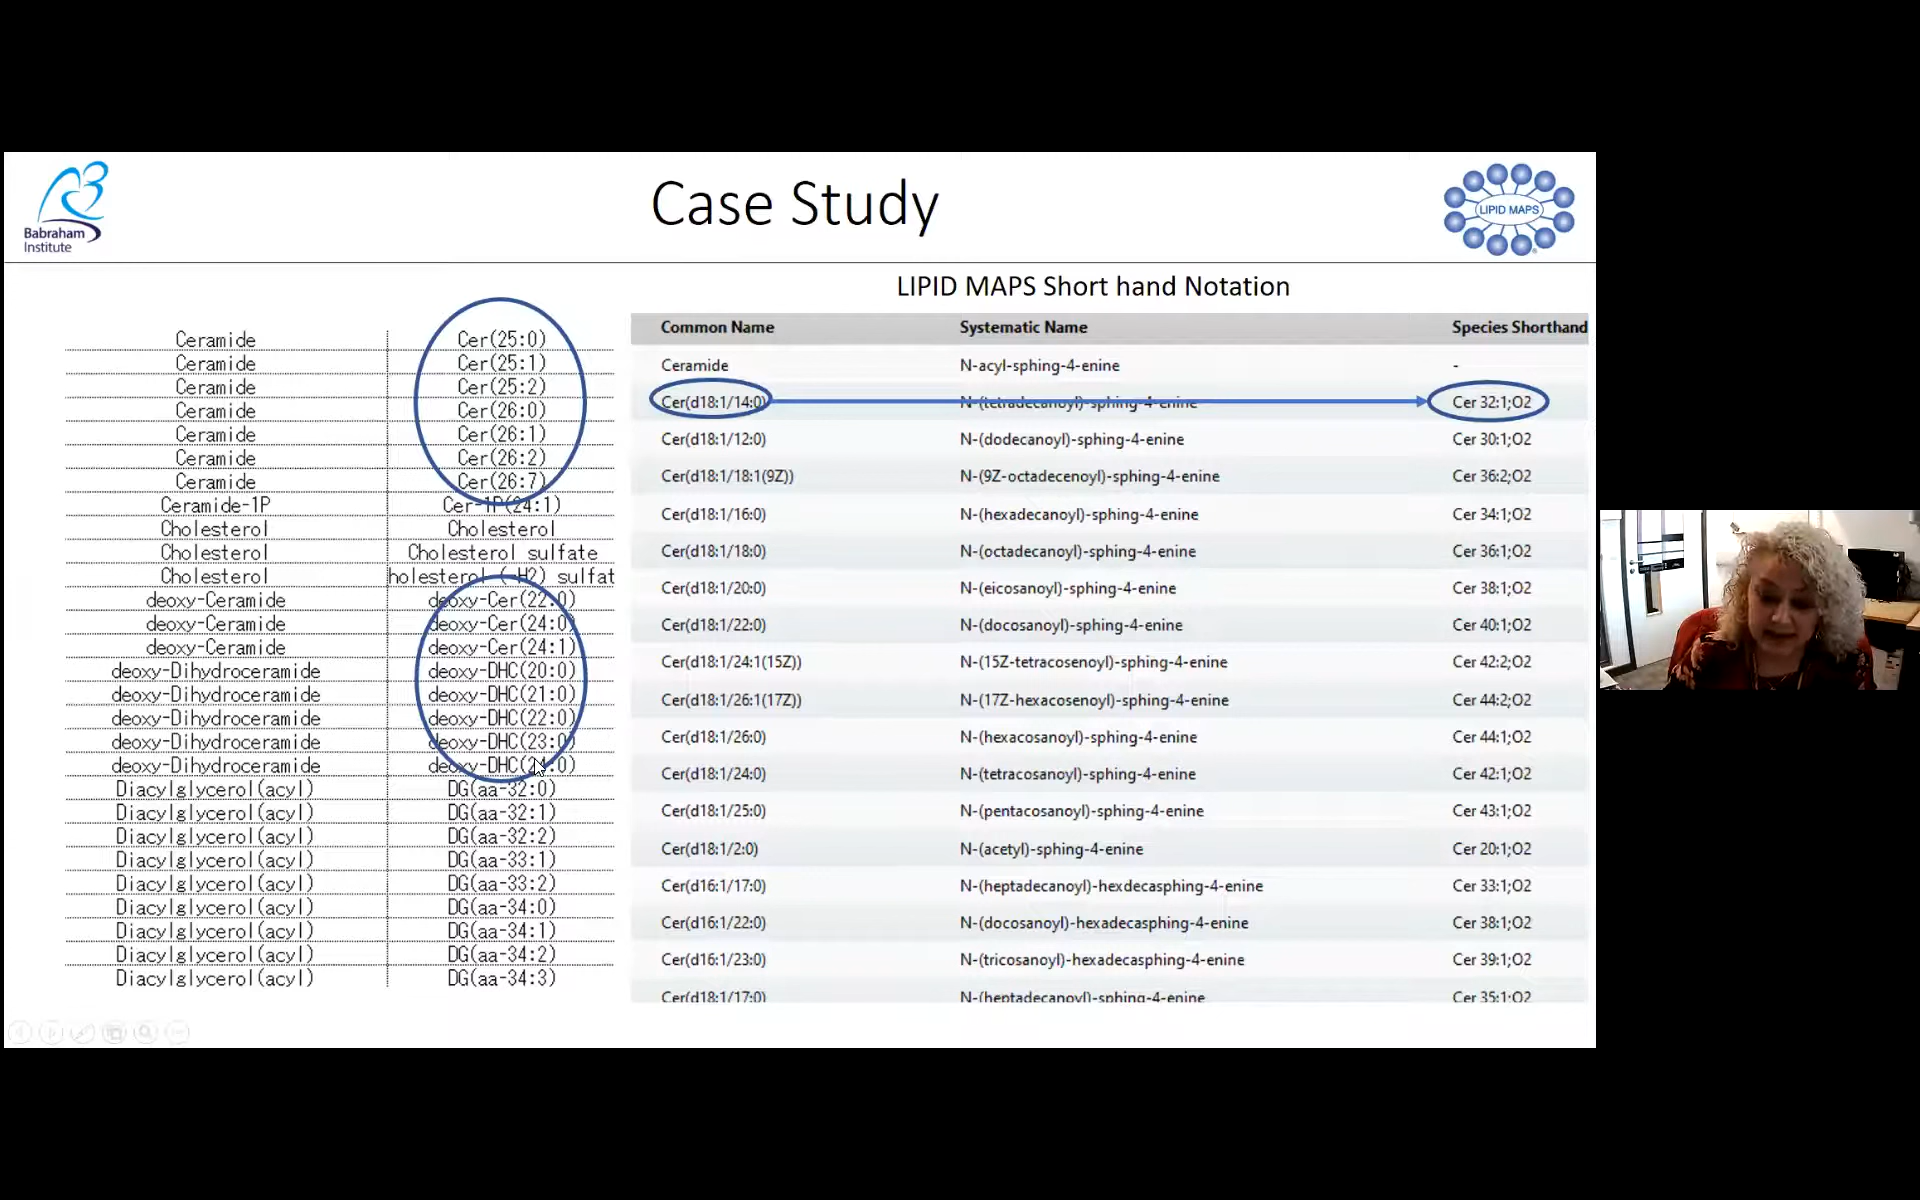 Babraham
Institute
Case Study
LIPID MAPS
LIPID MAPS Short hand Notation
Ceramide Cer(25:0)
Ceramide Cer(25:1)
Ceramide Cer(25:2)
Ceramide Cer(26:0)
Ceramide Cer(26:1)
Ceramide Cer(26:2)
Ceramide Cer(26:7)
Ceramide-1P Cer-1P(24:1)
Cholesterol Cholesterol
Cholesterol Cholesterol sulfate
Cholesterol holesterol (-H2) sulfat
deoxy-Ceramide deoxy-Cer(22:0)
deoxy-Ceramide deoxy-Cer(24:0)
deoxy-Ceramide deoxy-Cer(24:1)
deoxy-Dihydroceramide deoxy-DHC(20:0)
deoxy-Dihydroceramide deoxy-DHC(21:0)
deoxy-Dihydroceramide deoxy-DHC(22:0)
deoxy-Dihydroceramide deoxy-DHC(23:0)
deoxy-Dihydroceramide deoxy-DHC(24:0)
Diacylglycerol(acyl) DG(aa-32:0)
Diacylglycerol(acyl) DG(aa-32:1)
Diacylglycerol(acyl) DG(aa-32:2)
Diacylglycerol(acyl) DG(aa-33:1)
Diacylglycerol(acyl) DG(aa-33:2)
Diacylglycerol(acyl) DG(aa-34:0)
Diacylglycerol(acyl) DG(aa-34:1)
Diacylglycerol(acyl) DG(aa-34:2)
Diacylglycerol(acyl) DG(aa-34:3)
Common Name Systematic Name Species Shorthand
Ceramide N-acyl-sphing-4-enine -
Cer(d18:1/14:0) N-(tetradecanoyl)-sphing-4-enine Cer 32:1;O2
Cer(d18:1/12:0) N-(dodecanoyl)-sphing-4-enine Cer 30:1;O2
Cer(d18:1/18:1(9Z)) N-(9Z-octadecenoyl)-sphing-4-enine Cer 36:2;O2
Cer(d18:1/16:0) N-(hexadecanoyl)-sphing-4-enine Cer 34:1;O2
Cer(d18:1/18:0) N-(octadecanoyl)-sphing-4-enine Cer 36:1;O2
Cer(d18:1/20:0) N-(eicosanoyl)-sphing-4-enine Cer 38:1;O2
Cer(d18:1/22:0) N-(docosanoyl)-sphing-4-enine Cer 40:1;O2
Cer(d18:1/24:1(15Z)) N-(15Z-tetracosenoyl)-sphing-4-enine Cer 42:2;O2
Cer(d18:1/26:1(17Z)) N-(17Z-hexacosenoyl)-sphing-4-enine Cer 44:2;O2
Cer(d18:1/26:0) N-(hexacosanoyl)-sphing-4-enine Cer 44:1;O2
Cer(d18:1/24:0) N-(tetracosanoyl)-sphing-4-enine Cer 42:1;O2
Cer(d18:1/25:0) N-(pentacosanoyl)-sphing-4-enine Cer 43:1;O2
Cer(d18:1/2:0) N-(acetyl)-sphing-4-enine Cer 20:1;O2
Cer(d16:1/17:0) N-(heptadecanoyl)-hexdecasphing-4-enine Cer 33:1;O2
Cer(d16:1/22:0) N-(docosanoyl)-hexadecasphing-4-enine Cer 38:1;O2
Cer(d16:1/23:0) N-(tricosanoyl)-hexadecasphing-4-enine Cer 39:1;O2
Cer(d18:1/17:0) N-(heptadecanoyl)-sphing-4-enine Cer 35:1;O2